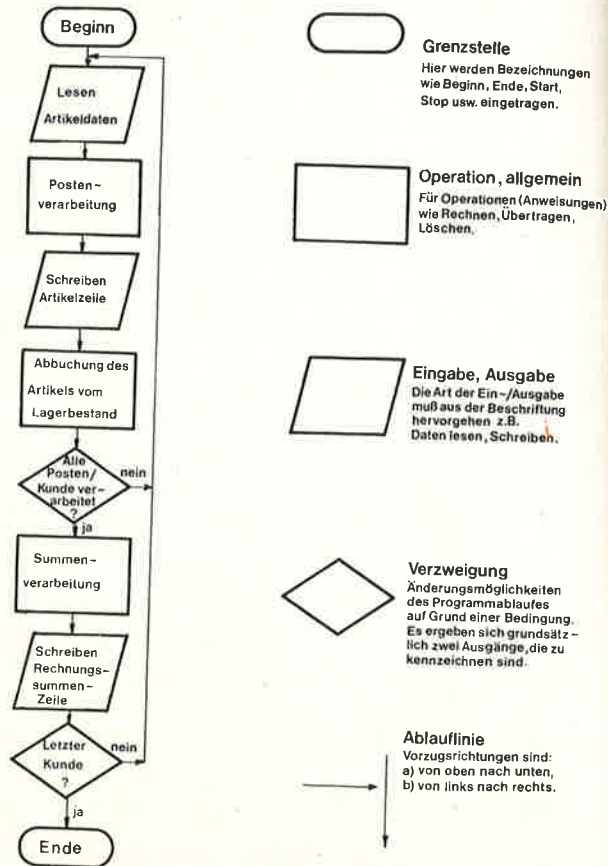 Beginn
Lesen
Artikeldaten
Posten-
verarbeitung
Schreiben
Artikelzeile
Abbuchung des
Artikels vom
Lagerbestand
Alle
Posten/
Kunde ver-
arbeitet
?
nein
ja
Summen-
verarbeitung
Schreiben
Rechnungs-
summen-
Zeile
Letzter
Kunde
?
nein
ja
Ende
Grenzstelle
Hier werden Bezeichnungen
wie Beginn, Ende, Start,
Stop usw. eingetragen.
Operation, allgemein
Für Operationen (Anweisungen)
wie Rechnen, Übertragen,
Löschen.
Eingabe, Ausgabe
Die Art der Ein-/Ausgabe
muß aus der Beschriftung
hervorgehen z.B.
Daten lesen, Schreiben.
Verzweigung
Änderungsmöglichkeiten
des Programmablaufes
auf Grund einer Bedingung.
Es ergeben sich grundsätz-
lich zwei Ausgänge, die zu
kennzeichnen sind.
Ablauflinie
Vorzugsrichtungen sind:
a) von oben nach unten,
b) von links nach rechts.